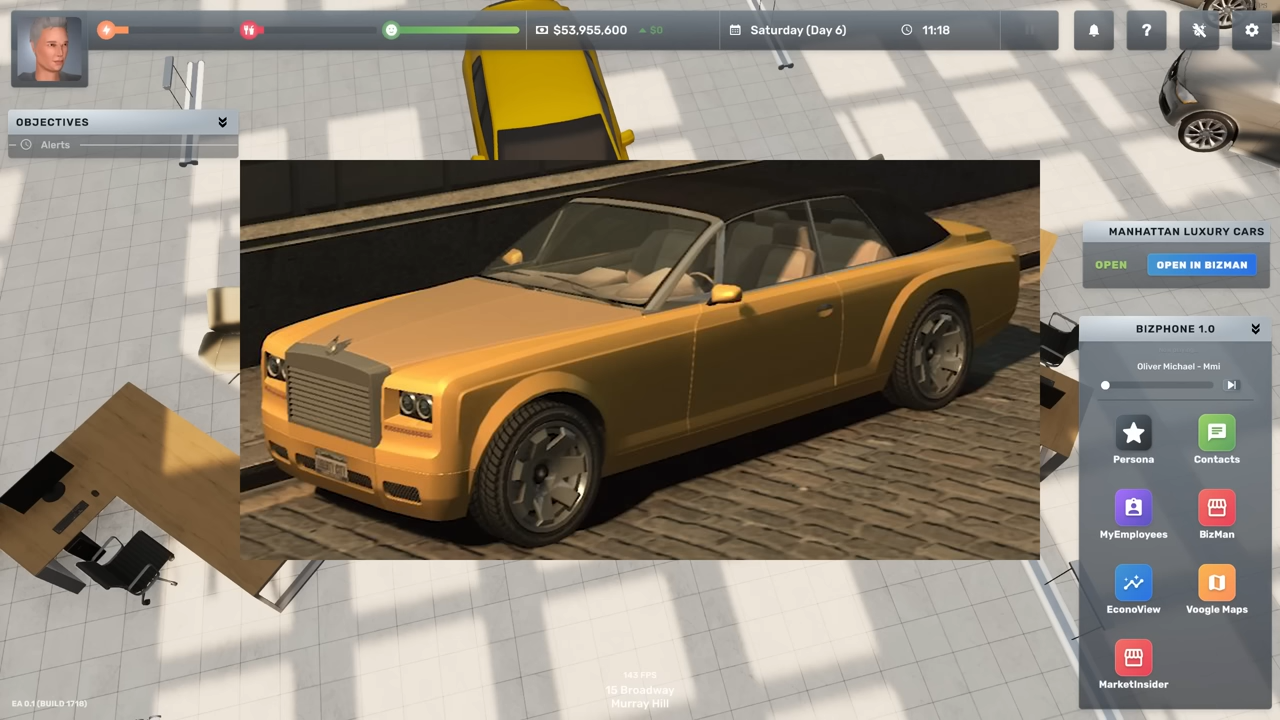 $53,955,600
$0
Saturday (Day 6)
11:18
?
OBJECTIVES
Alerts
MANHATTAN LUXURY CARS
OPEN
OPEN IN BIZMAN
BIZPHONE 1.0
Oliver Michael - Mmi
Persona
Contacts
MyEmployees
BizMan
EconoView
Voogle Maps
MarketInsider
143 FPS
15 Broadway
Murray Hill
EA 0.1 (BUILD 1718)